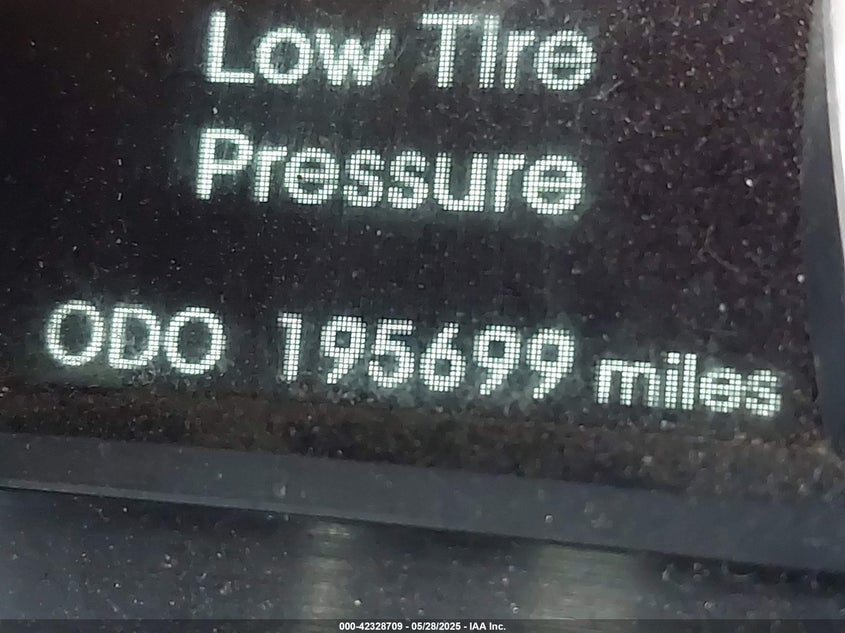 Low Tire
Pressure
ODO 195699 miles
000-42328709 - 05/28/2025 - IAA Inc.